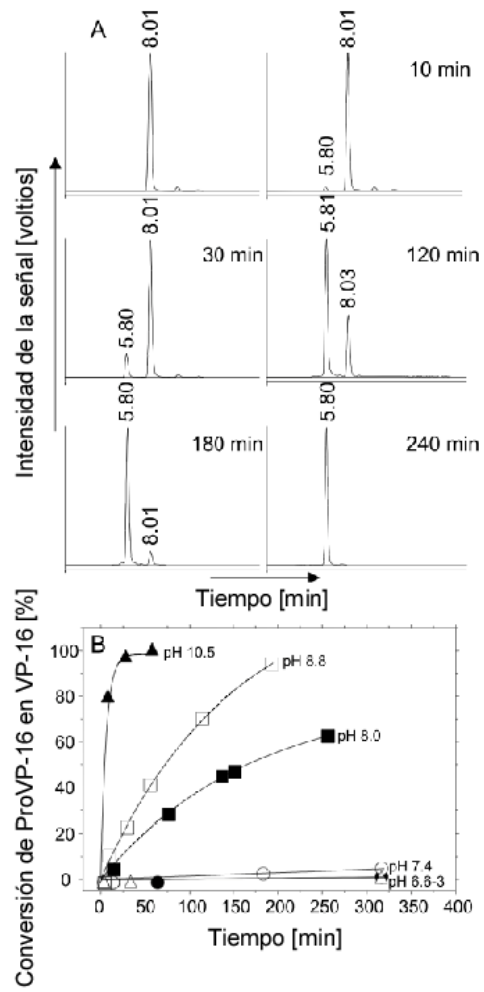 A
8.01
8.01
10 min
5.80
Intensidad de la señal [voltios]
30 min
5.80
8.01
120 min
5.81
8.03
180 min
5.80
8.01
240 min
5.80
Tiempo [min]
Conversión de ProVP-16 en VP-16 [%]
B
100
80
60
40
20
0
pH 10.5
pH 8.8
pH 8.0
pH 7.4
pH 6.6-3
0 50 100 150 200 250 300 350 400
Tiempo [min]